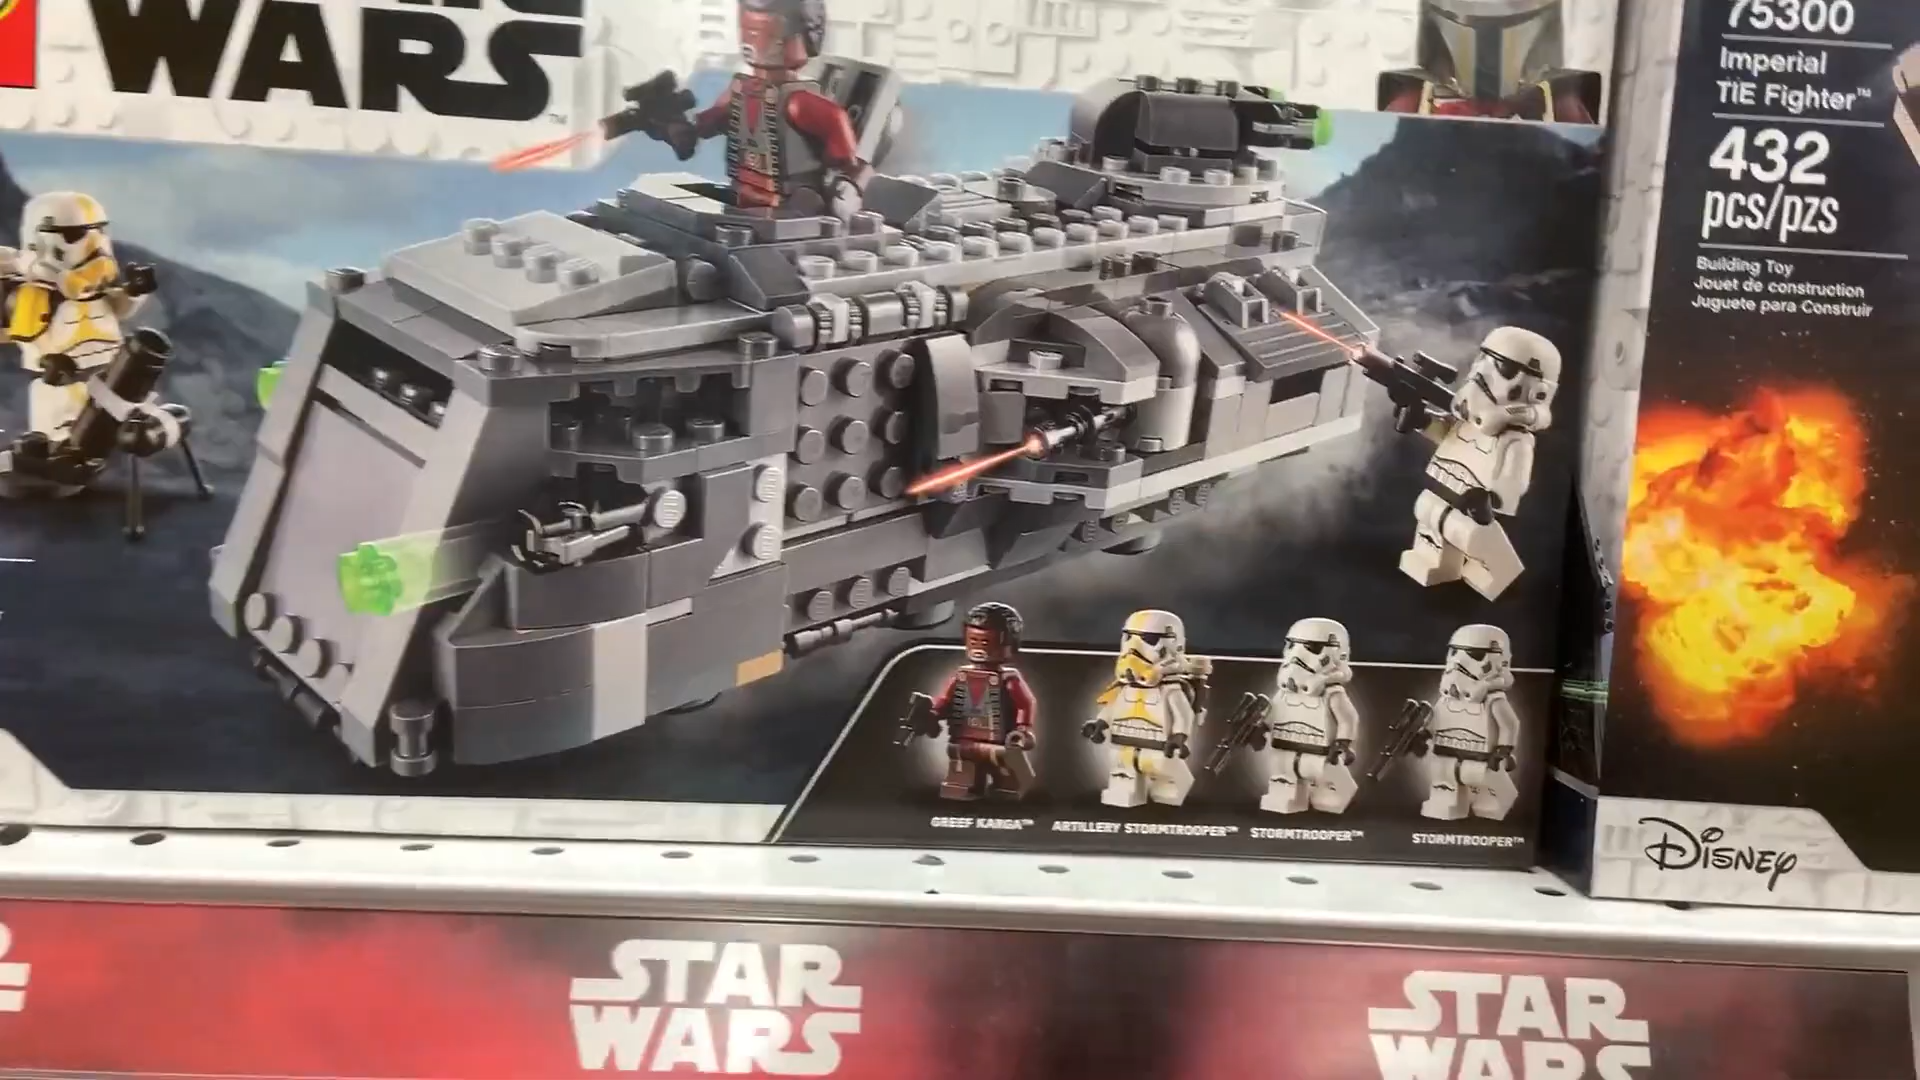 WARS™
GREEF KARGA™
ARTILLERY STORMTROOPER™
STORMTROOPER™
STORMTROOPER™
75300
Imperial
TIE Fighter™
432
pcs/pzs
Building Toy
Jouet de construction
Juguete para Construir
Disney
STAR
WARS
STAR
WARS